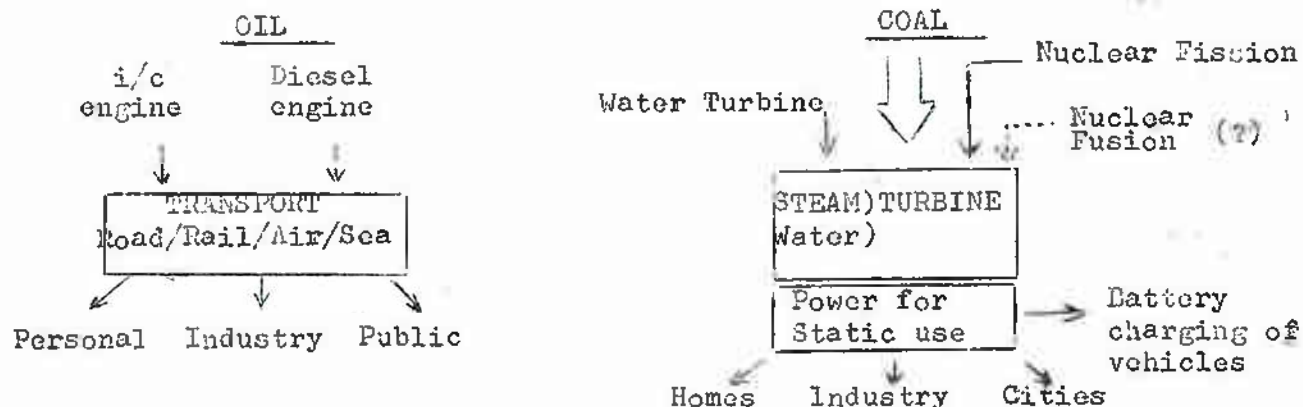 OIL
i/c
engine
Diesel
engine
TRANSPORT
Road/Rail/Air/Sea
Personal Industry Public
COAL
Nuclear Fission
Water Turbine
Nuclear
Fusion (?)
STEAM)TURBINE
Water)
Power for
Static use
Battery
charging of
vehicles
Homes Industry Cities